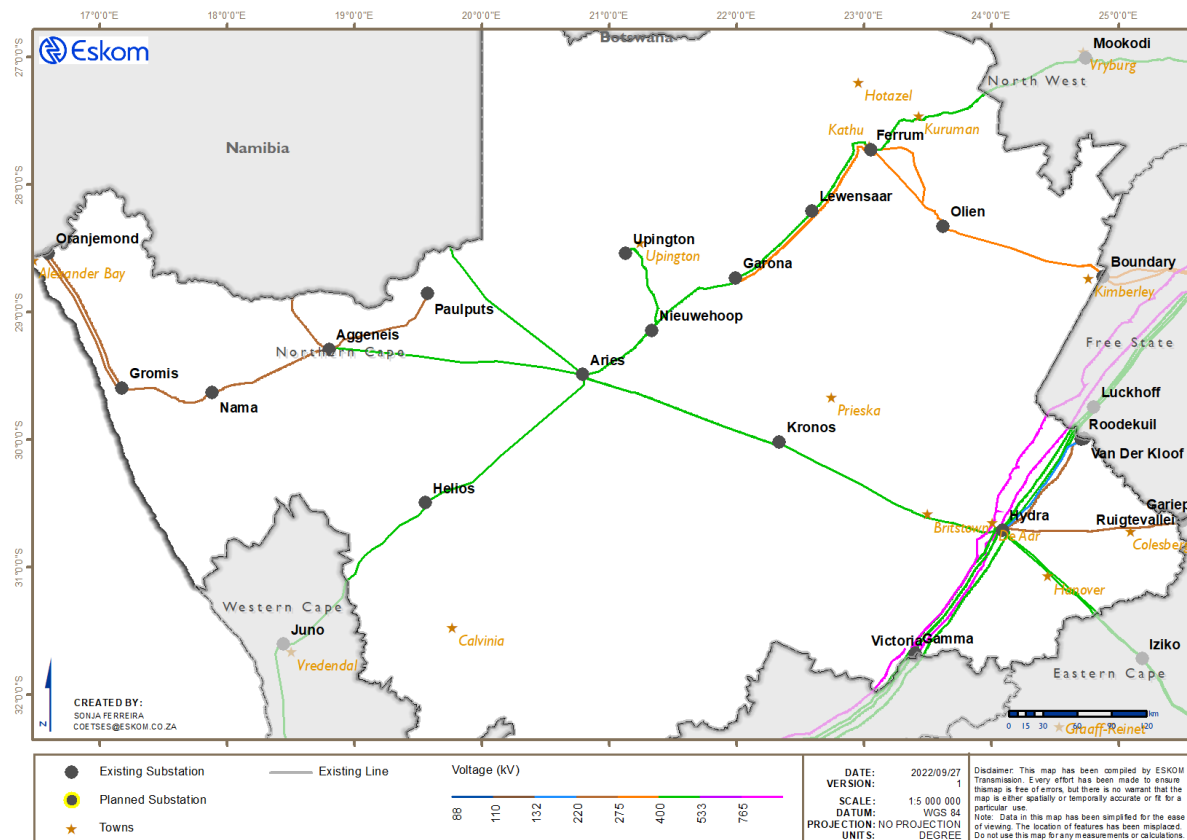 17°0'0"S 18°0'0"S 19°0'0"S 20°0'0"S 21°0'0"S 22°0'0"S 23°0'0"S 24°0'0"S 25°0'0"S
27°0'0"S
28°0'0"S
29°0'0"S
30°0'0"S
31°0'0"S
32°0'0"S
Eskom
Botswana
Mookodi
Vryburg
North West
Hotazel
Kathu
Ferrum
Kuruman
Namibia
Lewensaar
Olien
Oranjemond
Alexander Bay
Upington
Upington
Garona
Boundary
Kimberley
Paulputs
Nieuwehoop
Aggeneis
Northern Cape
Free State
Aries
Gromis
Nama
Prieska
Luckhoff
Kronos
Roodekuil
Van Der Kloof
Helios
Gariep
Britstown
Hydra
De Aar
Ruigtevallei
Colesberg
Hanover
Western Cape
Juno
Vredendal
Calvinia
Victoria
Gamma
Iziko
Eastern Cape
Graaff-Reinet
N
CREATED BY:
SONJA FERREIRA
COETSES@ESKOM.CO.ZA
km
0 15 30 60 90 120
Existing Substation
Planned Substation
Towns
Existing Line
Voltage (kV)
88 110 132 220 275 400 533 765
DATE: 2022/09/27
VERSION: 1
SCALE: 1:5 000 000
DATUM: WGS 84
PROJECTION: NO PROJECTION
UNITS: DEGREE
Disclaimer: This map has been compiled by ESKOM
Transmission. Every effort has been made to ensure
thismap is free of errors, but there is no warrant that the
map is either spatially or temporally accurate or fit for a
particular use.
Note: Data in this map has been simplified for the ease
of viewing. The location of features has been misplaced.
Do not use this map for any measurements or calculations.